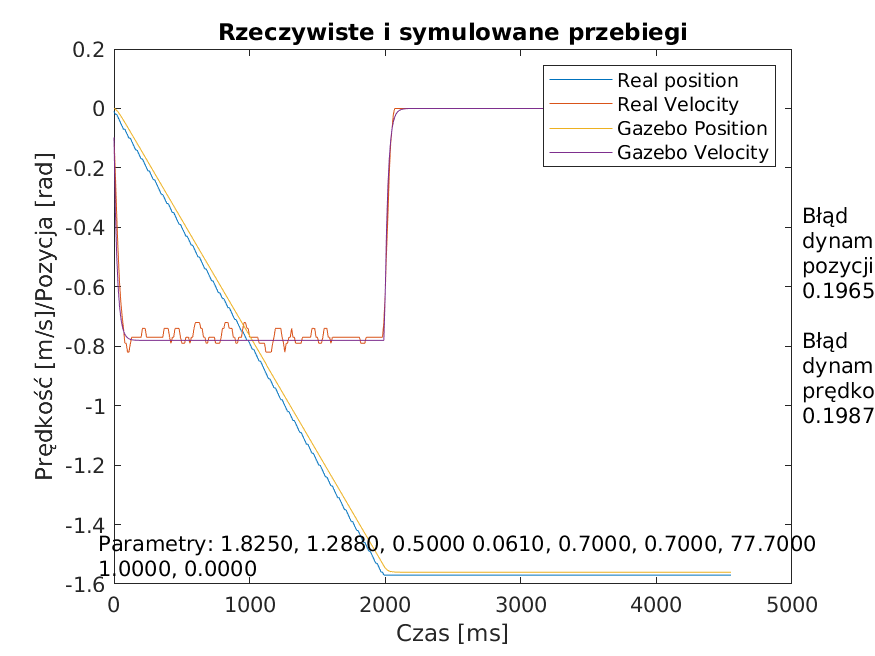 Rzeczywiste i symulowane przebiegi
0.2
0
-0.2
-0.4
-0.6
-0.8
-1
-1.2
-1.4
-1.6
Prędkość [m/s]/Pozycja [rad]
Real position
Real Velocity
Gazebo Position
Gazebo Velocity
Błąd
dynam
pozycji
0.1965
Błąd
dynam
prędko
0.1987
Parametry: 1.8250, 1.2880, 0.5000 0.0610, 0.7000, 0.7000, 77.7000
1.0000, 0.0000
0
1000
2000
3000
4000
5000
Czas [ms]